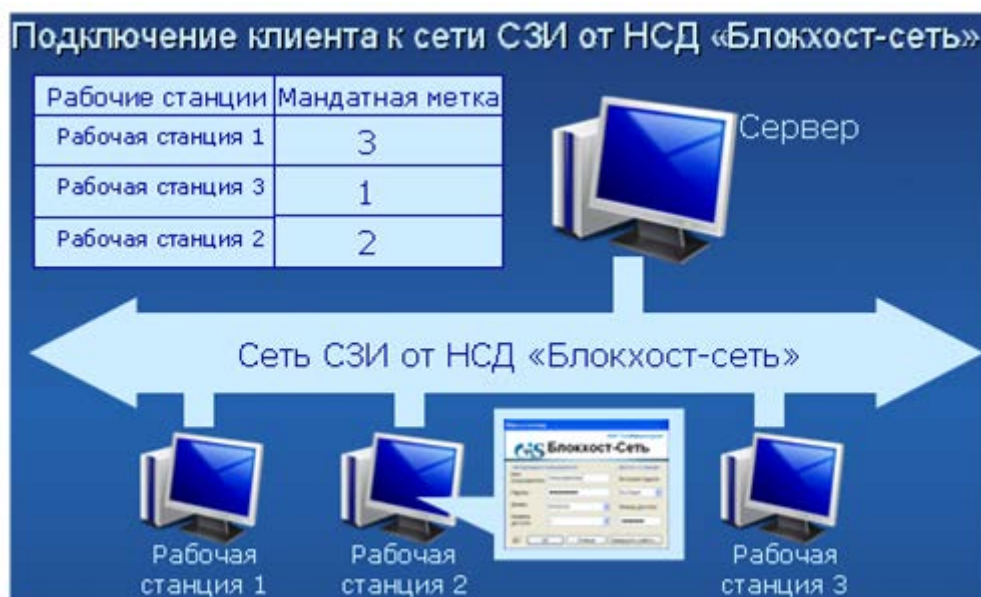 Подключение клиента к сети СЗИ от НСД «Блокхост-сеть»
Рабочие станции Мандатная метка
Рабочая станция 1 3
Рабочая станция 3 1
Рабочая станция 2 2
Сервер
Сеть СЗИ от НСД «Блокхост-сеть»
Блокхост-Сеть
Рабочая
станция 1
Рабочая
станция 2
Рабочая
станция 3